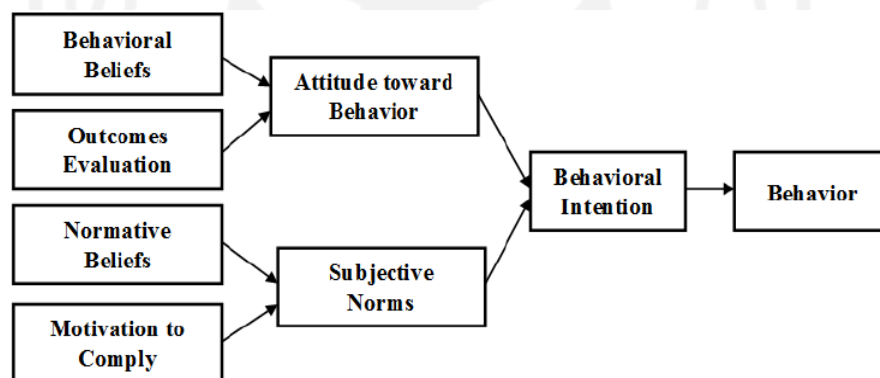 Behavioral
Beliefs
Outcomes
Evaluation
Normative
Beliefs
Motivation to
Comply
Attitude toward
Behavior
Subjective
Norms
Behavioral
Intention
Behavior